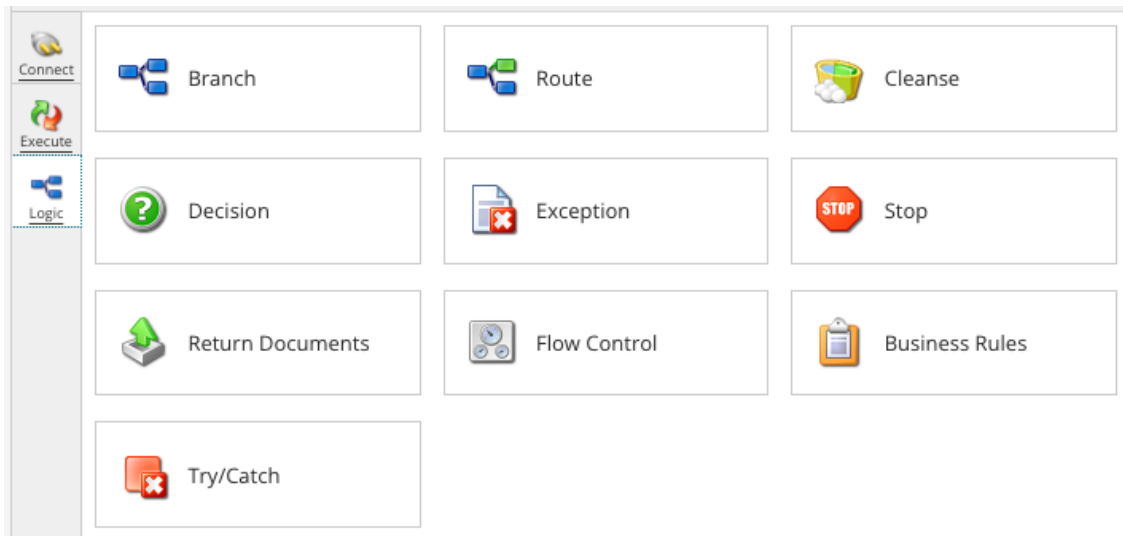 Connect
Execute
Logic
Branch
Route
Cleanse
Decision
Exception
STOP
Stop
Return Documents
Flow Control
Business Rules
Try/Catch